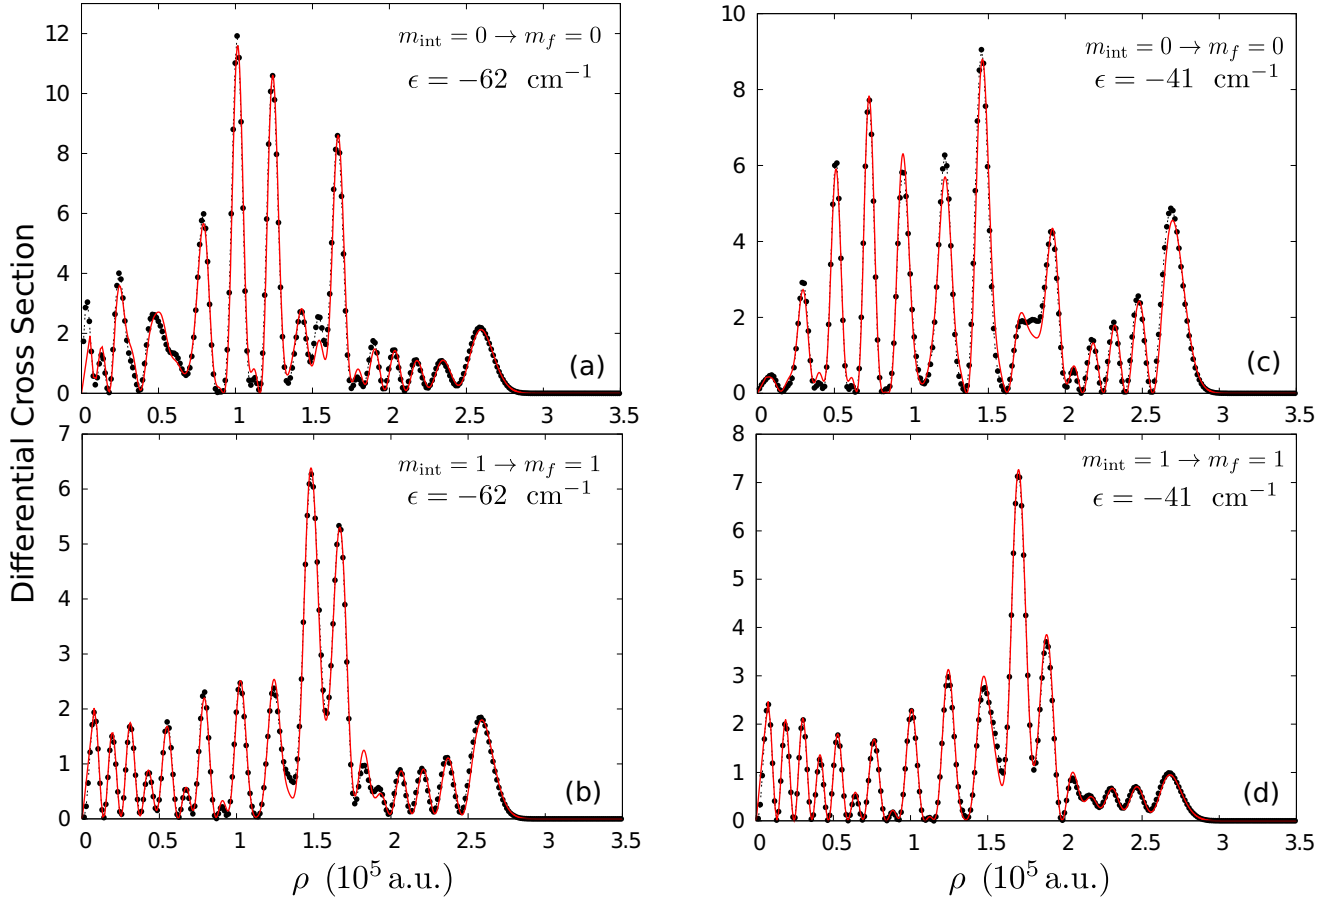 Differential Cross Section
12
10
8
6
4
2
0
m_int = 0 → m_f = 0
ϵ = −62 cm⁻¹
(a)
0 0.5 1 1.5 2 2.5 3 3.5
10
8
6
4
2
0
m_int = 0 → m_f = 0
ϵ = −41 cm⁻¹
(c)
0 0.5 1 1.5 2 2.5 3 3.5
7
6
5
4
3
2
1
0
m_int = 1 → m_f = 1
ϵ = −62 cm⁻¹
(b)
0 0.5 1 1.5 2 2.5 3 3.5
ρ (10⁵ a.u.)
8
7
6
5
4
3
2
1
0
m_int = 1 → m_f = 1
ϵ = −41 cm⁻¹
(d)
0 0.5 1 1.5 2 2.5 3 3.5
ρ (10⁵ a.u.)